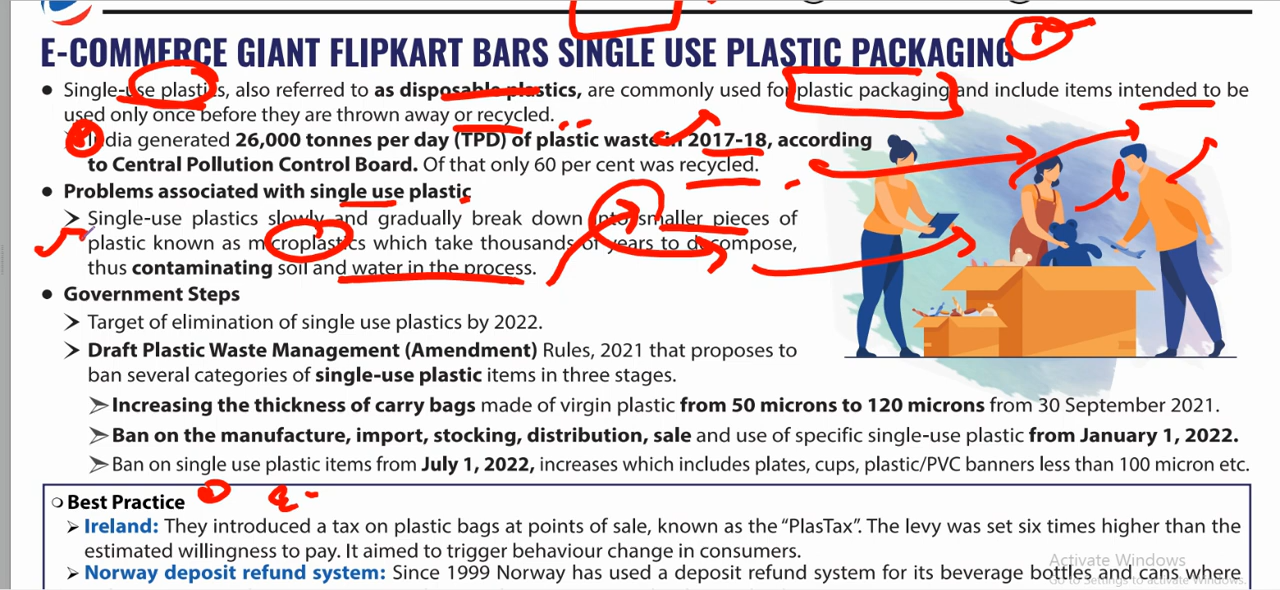 E-COMMERCE GIANT FLIPKART BARS SINGLE USE PLASTIC PACKAGING
● Single-use plastics, also referred to as disposable plastics, are commonly used for plastic packaging and include items intended to be
used only once before they are thrown away or recycled.
➢ India generated 26,000 tonnes per day (TPD) of plastic waste in 2017-18, according
to Central Pollution Control Board. Of that only 60 per cent was recycled.
● Problems associated with single use plastic
➢ Single-use plastics slowly and gradually break down into smaller pieces of
plastic known as microplastics which take thousands of years to decompose,
thus contaminating soil and water in the process.
● Government Steps
➢ Target of elimination of single use plastics by 2022.
➢ Draft Plastic Waste Management (Amendment) Rules, 2021 that proposes to
ban several categories of single-use plastic items in three stages.
➢ Increasing the thickness of carry bags made of virgin plastic from 50 microns to 120 microns from 30 September 2021.
➢ Ban on the manufacture, import, stocking, distribution, sale and use of specific single-use plastic from January 1, 2022.
➢ Ban on single use plastic items from July 1, 2022, increases which includes plates, cups, plastic/PVC banners less than 100 micron etc.
○ Best Practice
➢ Ireland: They introduced a tax on plastic bags at points of sale, known as the “PlasTax”. The levy was set six times higher than the
estimated willingness to pay. It aimed to trigger behaviour change in consumers.
➢ Norway deposit refund system: Since 1999 Norway has used a deposit refund system for its beverage bottles and cans where
Activate Windows
Go to Settings to activate Windows.